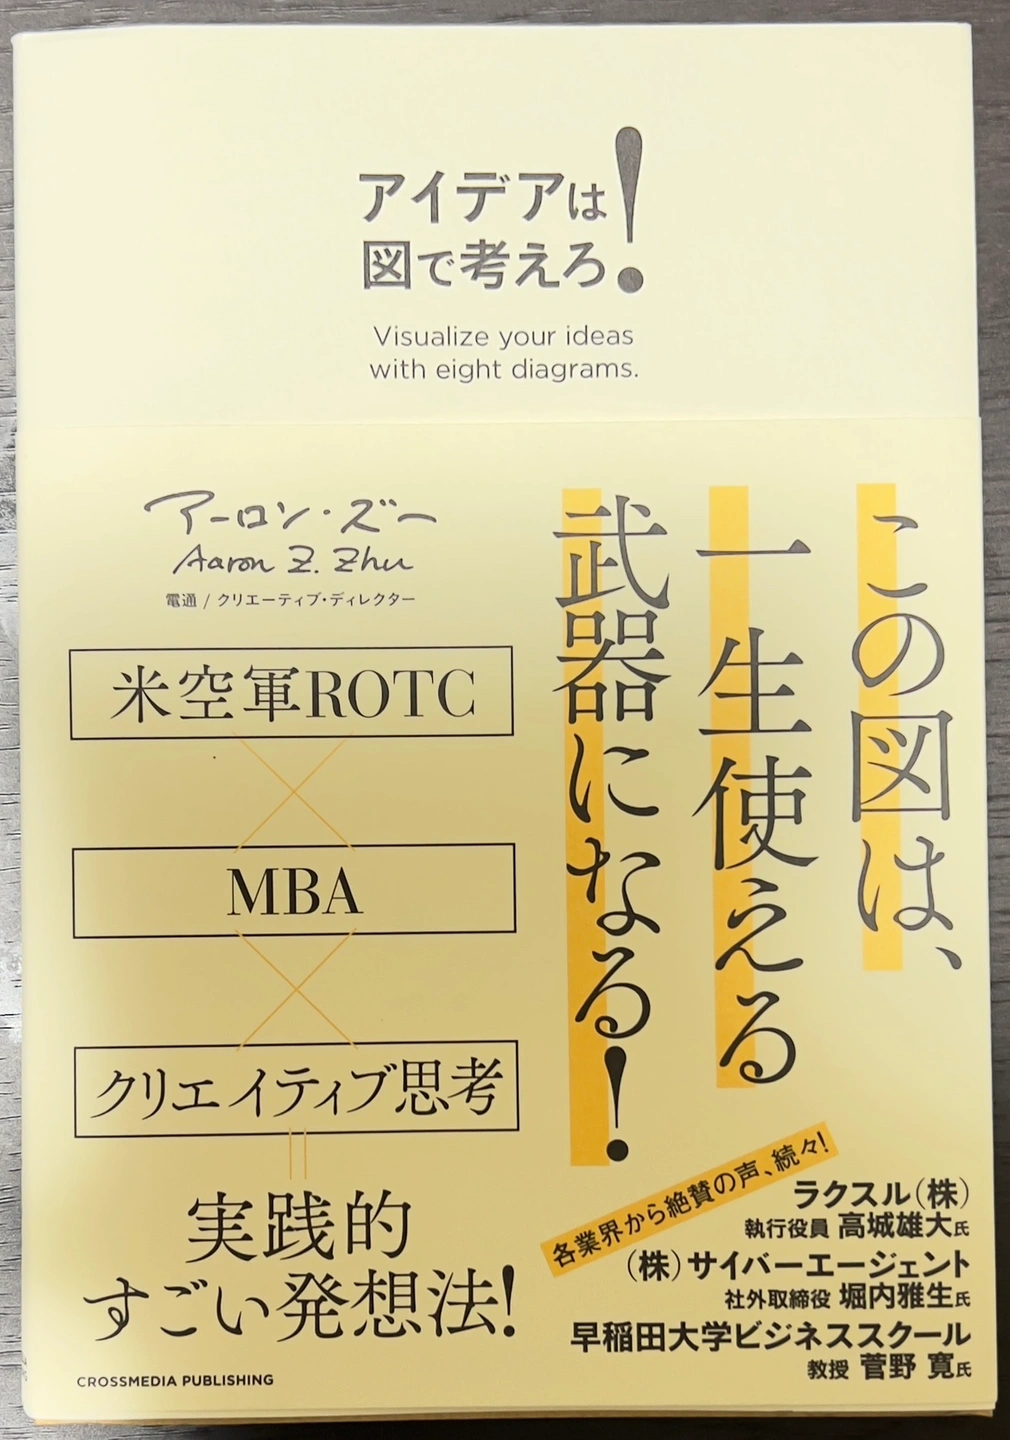 アイデアは
図で考えろ!
Visualize your ideas
with eight diagrams.
この図は、
一生使える
武器になる!
アーロン・ズー
Aaron Z. Zhu
電通 / クリエーティブ・ディレクター
米空軍ROTC
MBA
クリエイティブ思考
実践的
すごい発想法!
各業界から絶賛の声、続々!
ラクスル(株)
執行役員 高城雄大氏
(株)サイバーエージェント
社外取締役 堀内雅生氏
早稲田大学ビジネススクール
教授 菅野 寛氏
CROSSMEDIA PUBLISHING